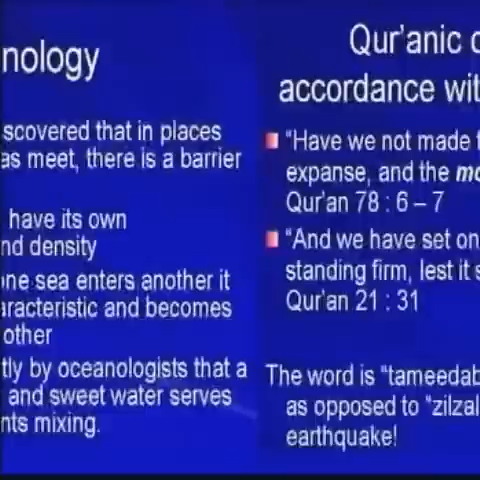 nology
scovered that in places
as meet, there is a barrier
have its own
nd density
ne sea enters another it
aracteristic and becomes
other
tly by oceanologists that a
and sweet water serves
nts mixing.
Qur'anic c
accordance wit
"Have we not made t
expanse, and the mo
Qur'an 78 : 6 – 7
"And we have set on
standing firm, lest it s
Qur'an 21 : 31
The word is "tameedab
as opposed to "zilzal
earthquake!